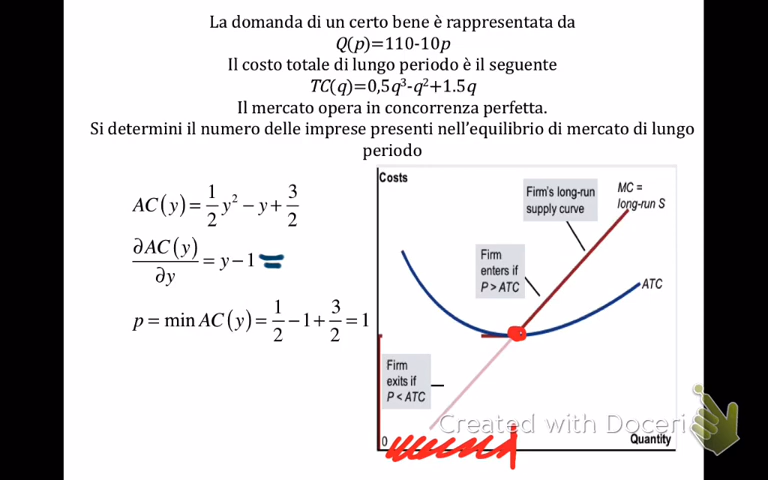 La domanda di un certo bene è rappresentata da
Q(p)=110-10p
Il costo totale di lungo periodo è il seguente
TC(q)=0,5q³-q²+1.5q
Il mercato opera in concorrenza perfetta.
Si determini il numero delle imprese presenti nell'equilibrio di mercato di lungo
periodo
AC(y)=1/2y²−y+3/2
∂AC(y)/∂y=y−1=
p=min AC(y)=1/2−1+3/2=1
Costs
Firm's long-run
supply curve
MC =
long-run S
Firm
enters if
P > ATC
ATC
Firm
exits if
P < ATC
Created with Doceri
0
Quantity